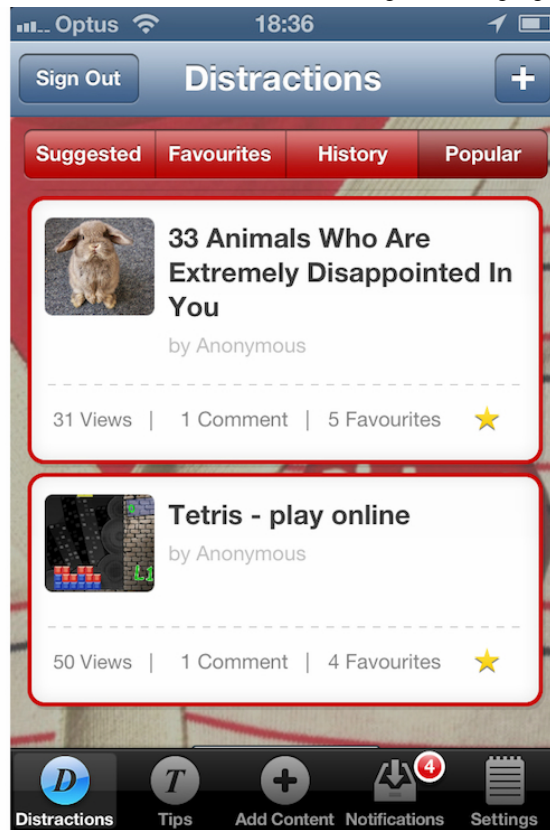 Optus 18:36
Sign Out Distractions +
Suggested Favourites History Popular
33 Animals Who Are
Extremely Disappointed In
You
by Anonymous
31 Views | 1 Comment | 5 Favourites
Tetris - play online
by Anonymous
L1
50 Views | 1 Comment | 4 Favourites
D T + 4
Distractions Tips Add Content Notifications Settings